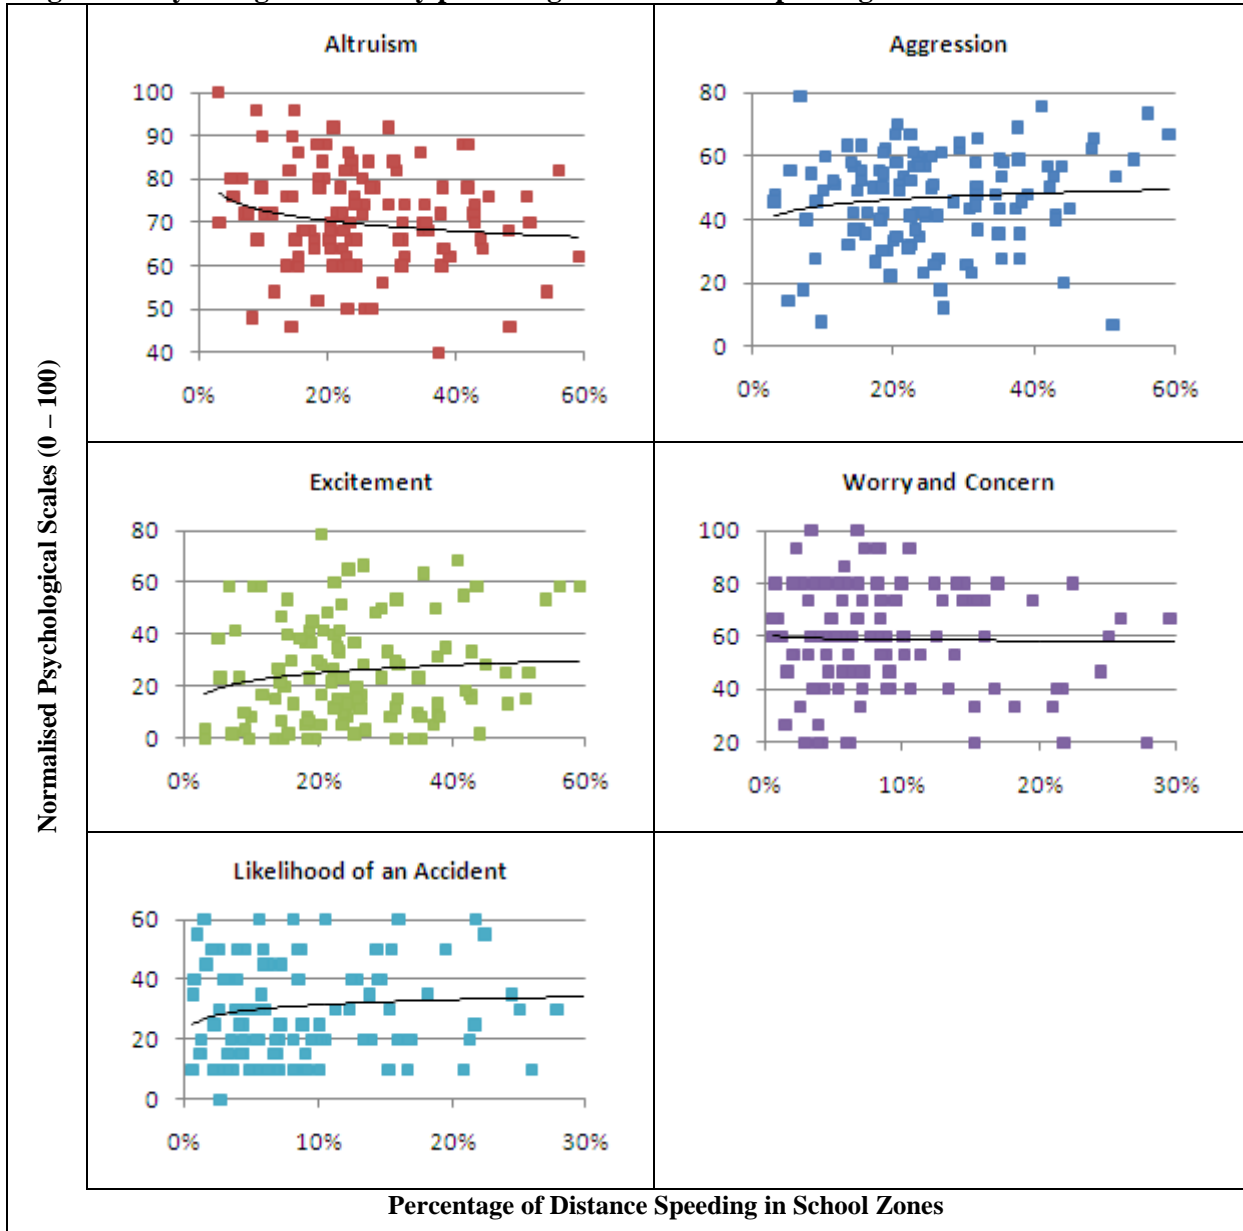 Altruism
100
90
80
70
60
50
40
0% 20% 40% 60%
Aggression
80
60
40
20
0
0% 20% 40% 60%
Normalised Psychological Scales (0 – 100)
Excitement
80
60
40
20
0
0% 20% 40% 60%
Worry and Concern
100
80
60
40
20
0% 10% 20% 30%
Likelihood of an Accident
60
40
20
0
0% 10% 20% 30%
Percentage of Distance Speeding in School Zones